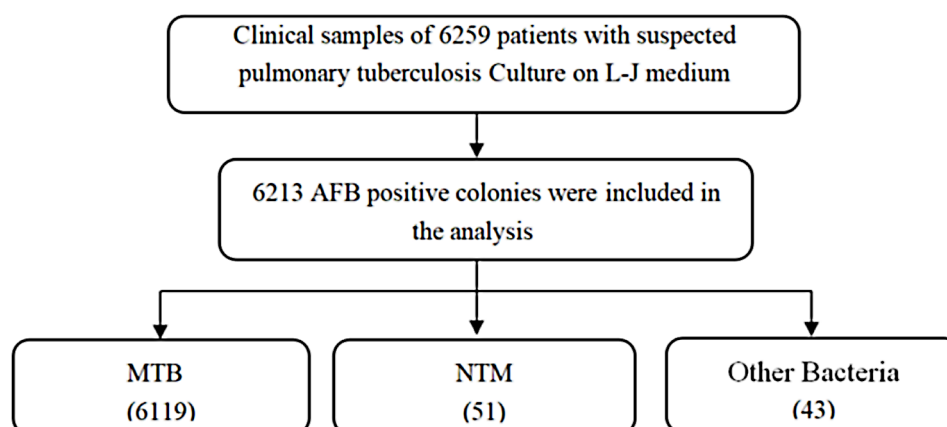 Clinical samples of 6259 patients with suspected
pulmonary tuberculosis Culture on L-J medium
6213 AFB positive colonies were included in
the analysis
MTB
(6119)
NTM
(51)
Other Bacteria
(43)